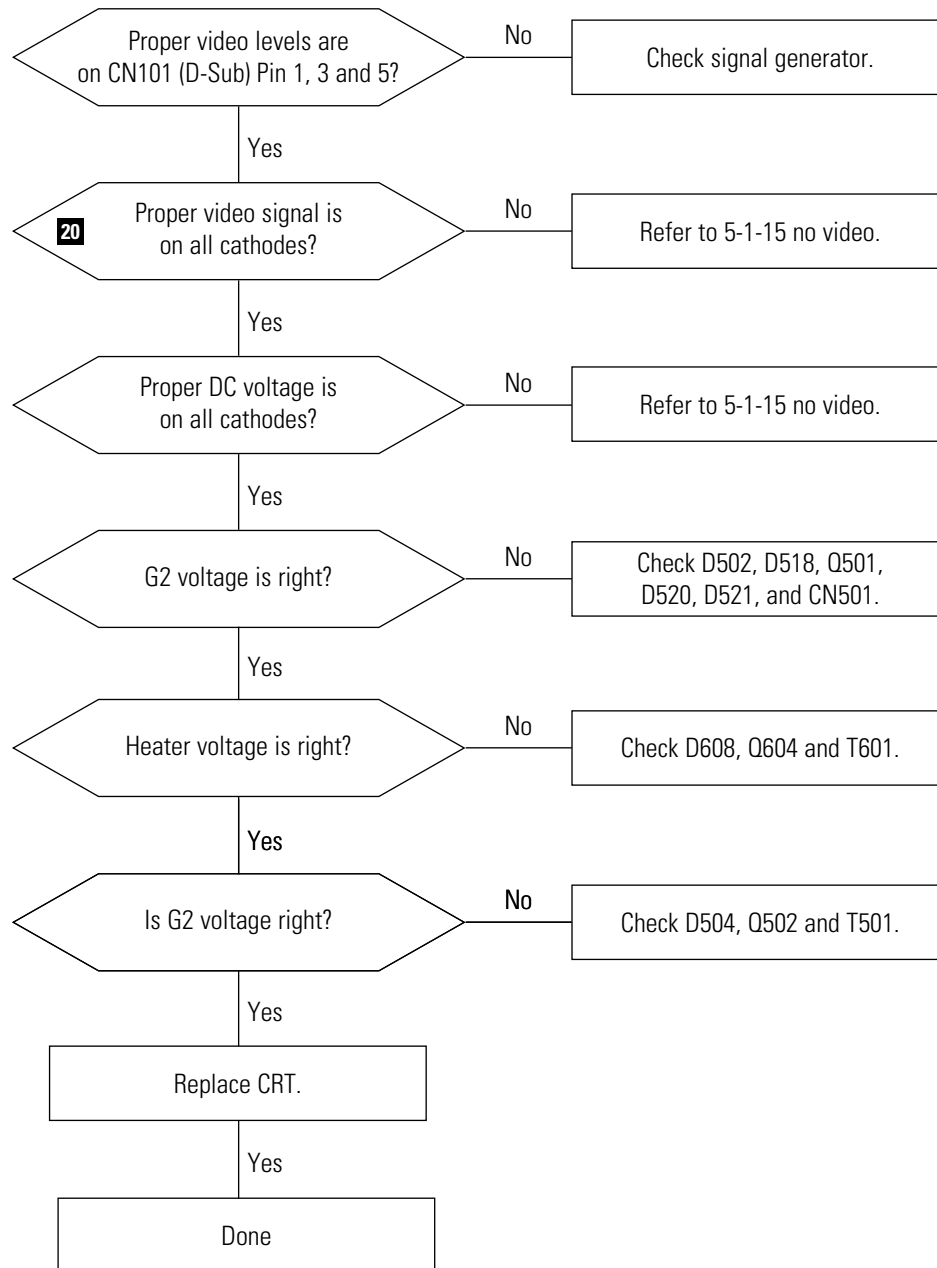 Proper video levels are
on CN101 (D-Sub) Pin 1, 3 and 5?
No
Check signal generator.
Yes
20
Proper video signal is
on all cathodes?
No
Refer to 5-1-15 no video.
Yes
Proper DC voltage is
on all cathodes?
No
Refer to 5-1-15 no video.
Yes
G2 voltage is right?
No
Check D502, D518, Q501,
D520, D521, and CN501.
Yes
Heater voltage is right?
No
Check D608, Q604 and T601.
Yes
Is G2 voltage right?
No
Check D504, Q502 and T501.
Yes
Replace CRT.
Yes
Done